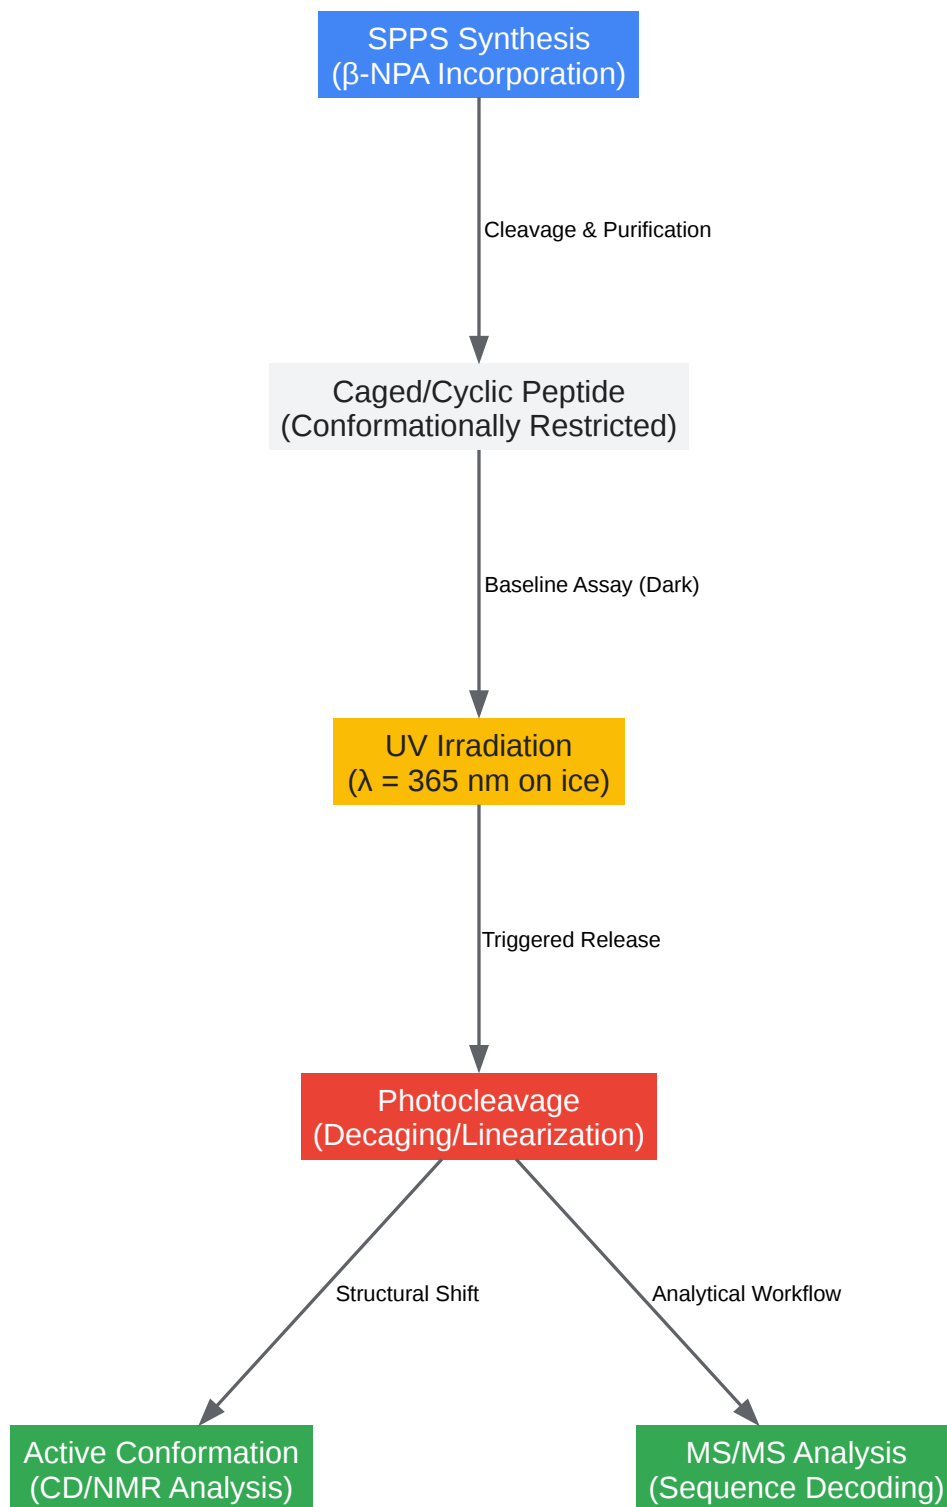 SPPS Synthesis
(β-NPA Incorporation)
Cleavage & Purification
Caged/Cyclic Peptide
(Conformationally Restricted)
Baseline Assay (Dark)
UV Irradiation
(λ = 365 nm on ice)
Triggered Release
Photocleavage
(Decaging/Linearization)
Structural Shift
Analytical Workflow
Active Conformation
(CD/NMR Analysis)
MS/MS Analysis
(Sequence Decoding)